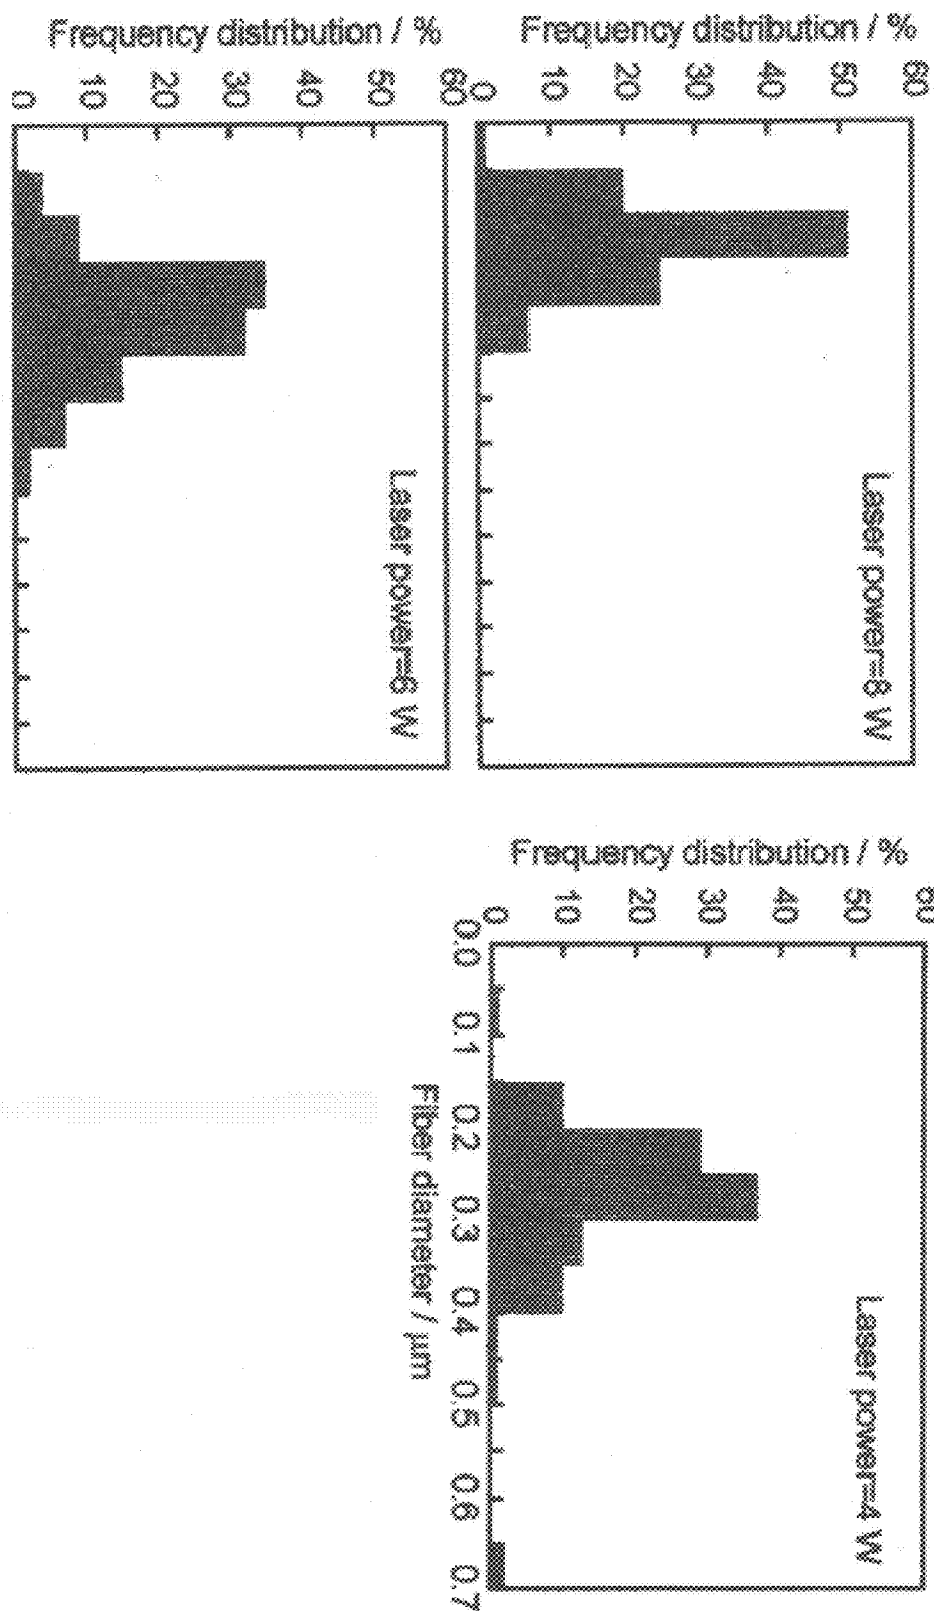 Frequency distribution / %
60
50
40
30
20
10
0
Laser power=8 W
Frequency distribution / %
60
50
40
30
20
10
0
Laser power=6 W
Frequency distribution / %
60
50
40
30
20
10
0
Laser power=4 W
0.0 0.1 0.2 0.3 0.4 0.5 0.6 0.7
Fiber diameter / µm